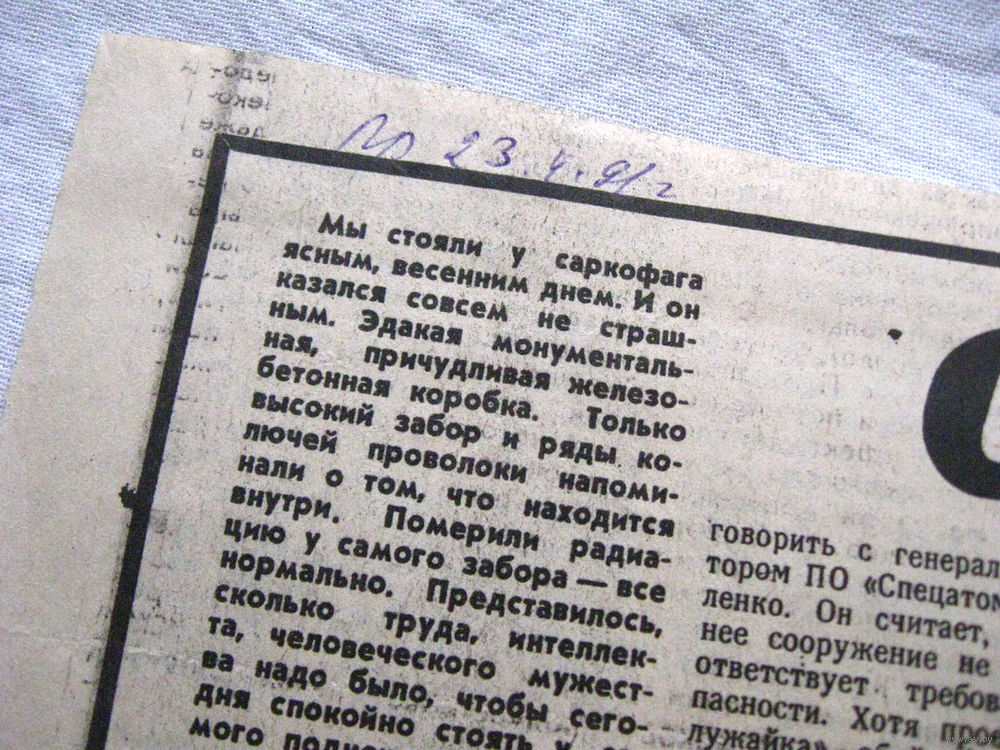 23.4.91г
Мы стояли у саркофага
ясным, весенним днем. И он
казался совсем не страш-
ным. Эдакая монументаль-
ная, причудливая железо-
бетонная коробка. Только
высокий забор и ряды ко-
лючей проволоки напоми-
нали о том, что находится
внутри. Померили радиа-
цию у самого забора — все
нормально. Представилось,
сколько труда, интеллек-
та, человеческого мужест-
ва надо было, чтобы сего-
дня спокойно стоять у
мого
говорить с генерал
тором ПО «Спецатом
ленко. Он считает,
нее сооружение не
ответствует требов
пасности. Хотя
лужайка»